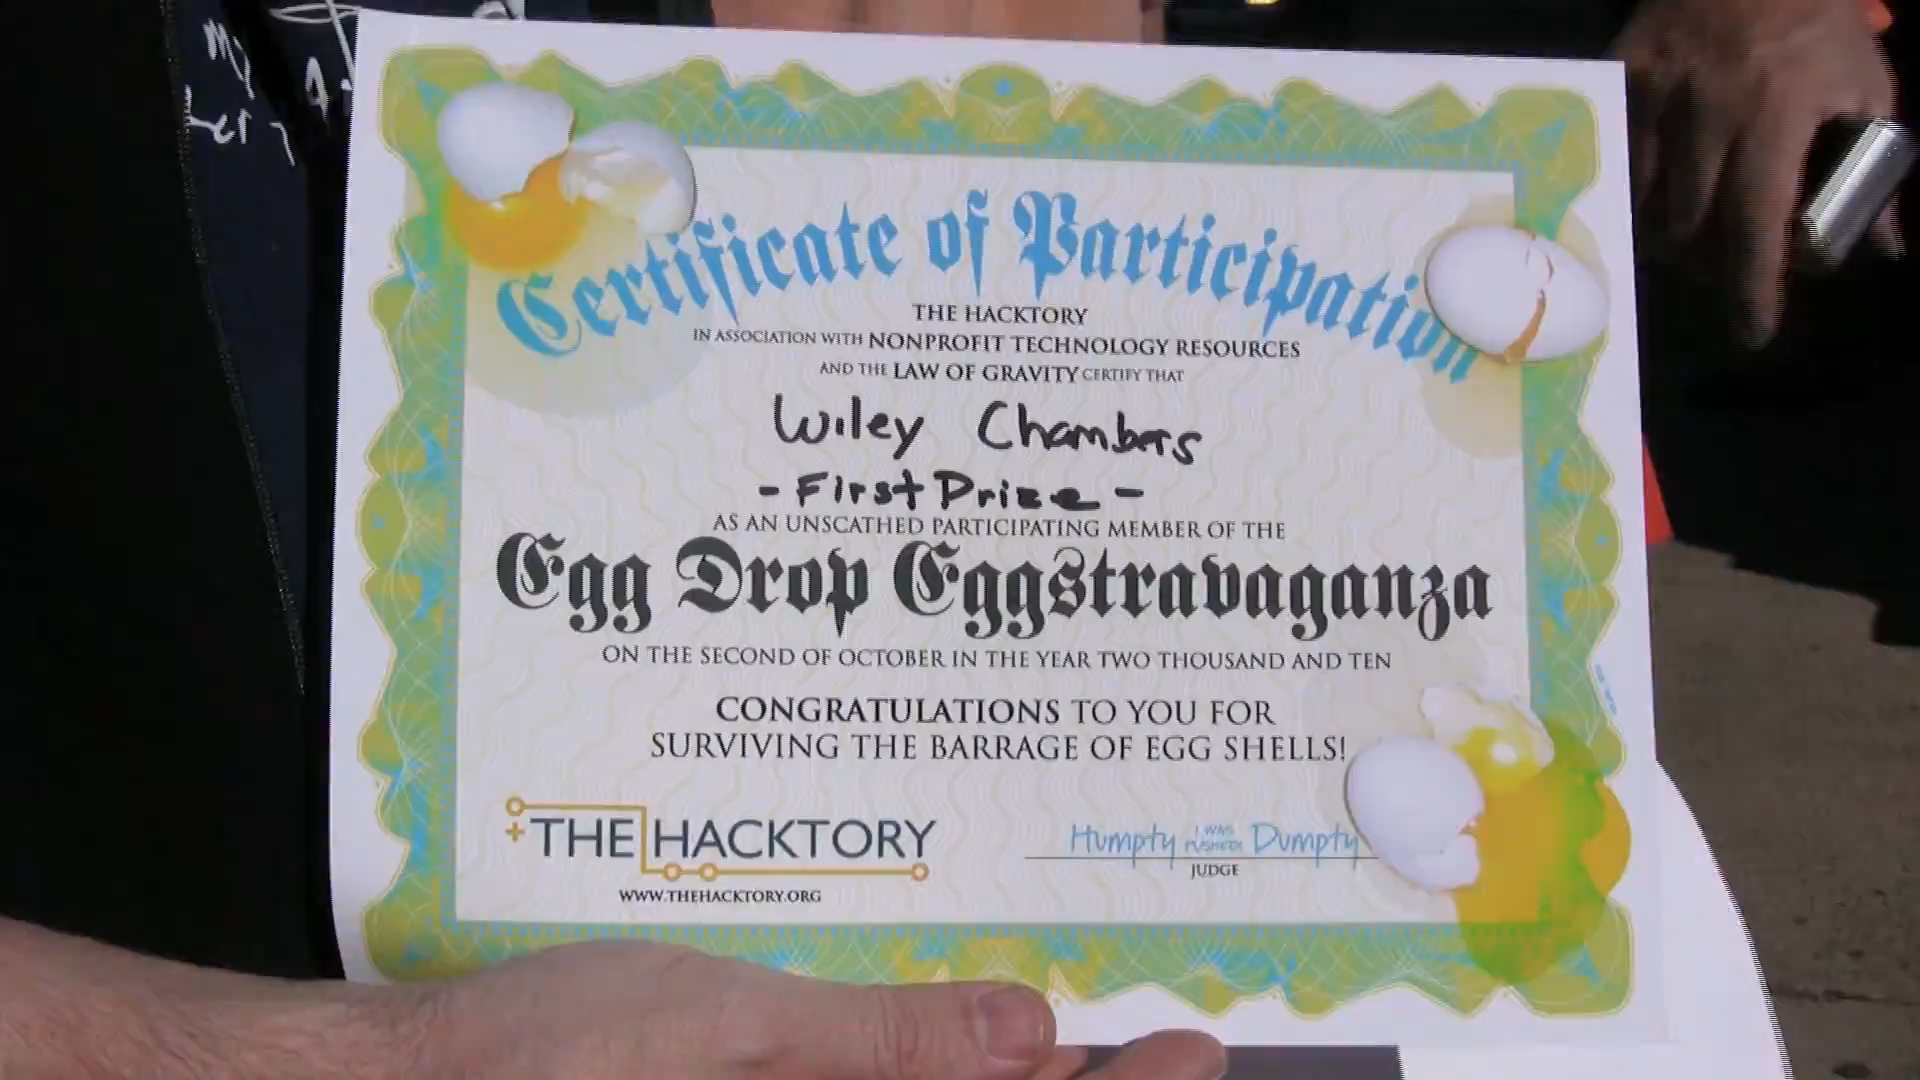 Certificate of Participation
THE HACKTORY
IN ASSOCIATION WITH NONPROFIT TECHNOLOGY RESOURCES
AND THE LAW OF GRAVITY CERTIFY THAT
Wiley Chambers
- First Prize -
AS AN UNSCATHED PARTICIPATING MEMBER OF THE
Egg Drop Eggstravaganza
ON THE SECOND OF OCTOBER IN THE YEAR TWO THOUSAND AND TEN
CONGRATULATIONS TO YOU FOR
SURVIVING THE BARRAGE OF EGG SHELLS!
THE HACKTORY
WWW.THEHACKTORY.ORG
Humpty I WAS PUSHED! Dumpty
JUDGE